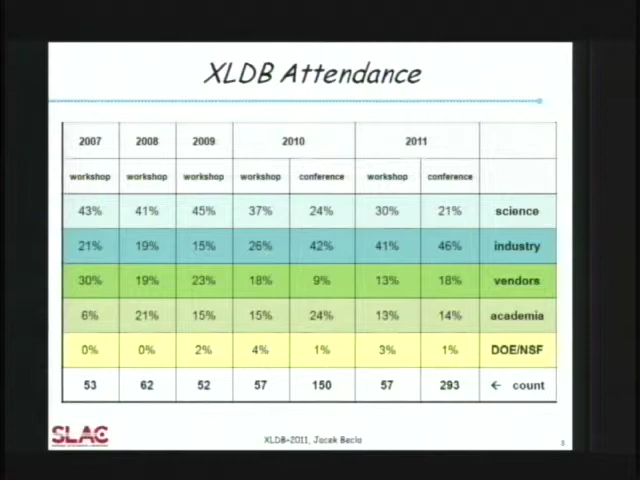 XLDB Attendance
2007 2008 2009 2010 2011
workshop workshop workshop workshop conference workshop conference
43% 41% 45% 37% 24% 30% 21% science
21% 19% 15% 26% 42% 41% 46% industry
30% 19% 23% 18% 9% 13% 18% vendors
6% 21% 15% 15% 24% 13% 14% academia
0% 0% 2% 4% 1% 3% 1% DOE/NSF
53 62 52 57 150 57 293 ← count
SLAC XLDB-2011, Jacek Becla